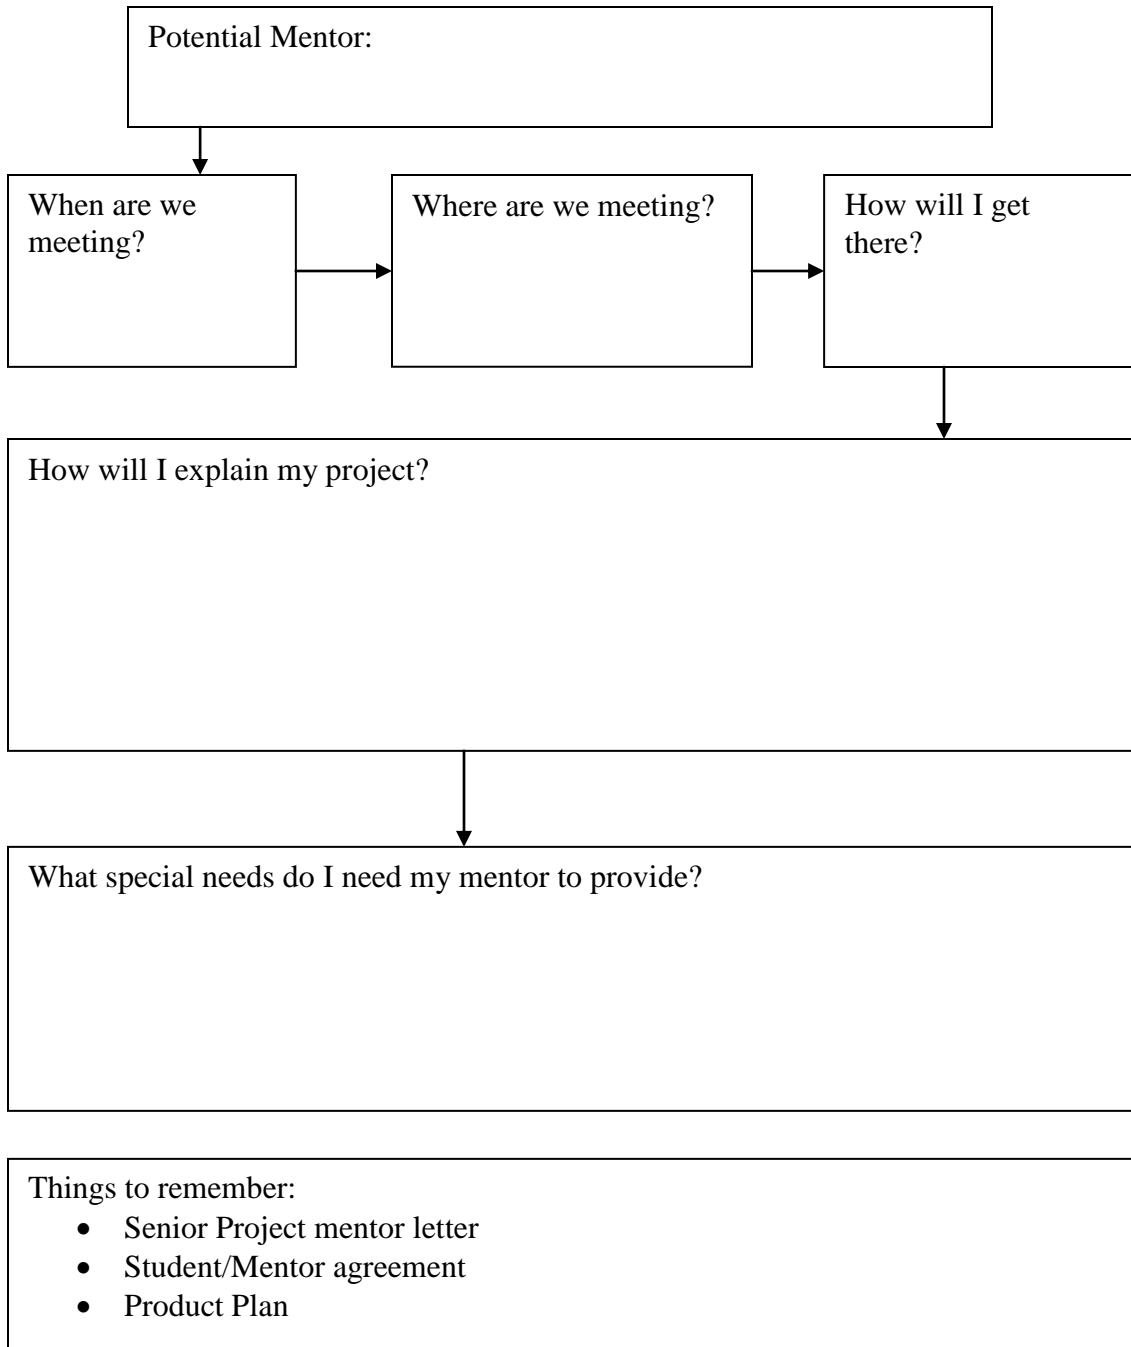 Potential Mentor:
When are we
meeting?
Where are we meeting?
How will I get
there?
How will I explain my project?
What special needs do I need my mentor to provide?
Things to remember:
• Senior Project mentor letter
• Student/Mentor agreement
• Product Plan